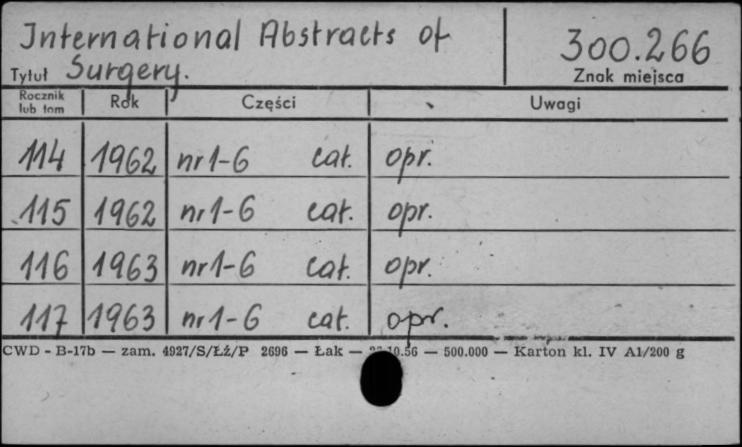 International Abstracts of 300.266
Tytuł Surgery. Znak miejsca
Rocznik lub tom Rok Części Uwagi
114 1962 nr 1-6 cał. opr.
115 1962 nr 1-6 cał. opr.
116 1963 nr 1-6 cał. opr.
117 1963 nr 1-6 cał. opr.
CWD - B-17b — zam. 4927/S/ŁŻ/P 2696 — Łak — 10.56 — 500.000 — Karton kl. IV A1/200 g